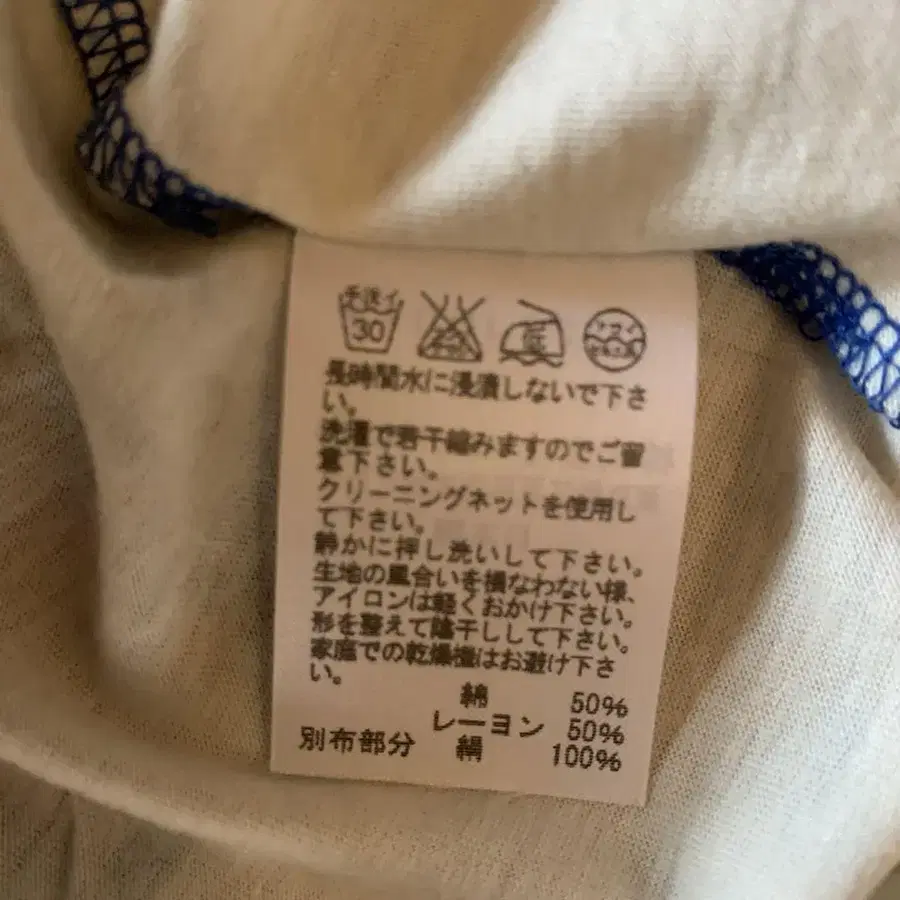 手洗イ
30
低
長時間水に浸漬しないで下さ
い。
洗濯で若干縮みますのでご留
意下さい。
クリーニングネットを使用し
て下さい。
静かに押し洗いして下さい。
生地の風合いを損なわない様、
アイロンは軽くおかけ下さい。
形を整えて陰干しして下さい。
家庭での乾燥機はお避け下さ
い。
綿 50%
レーヨン 50%
別布部分 絹 100%